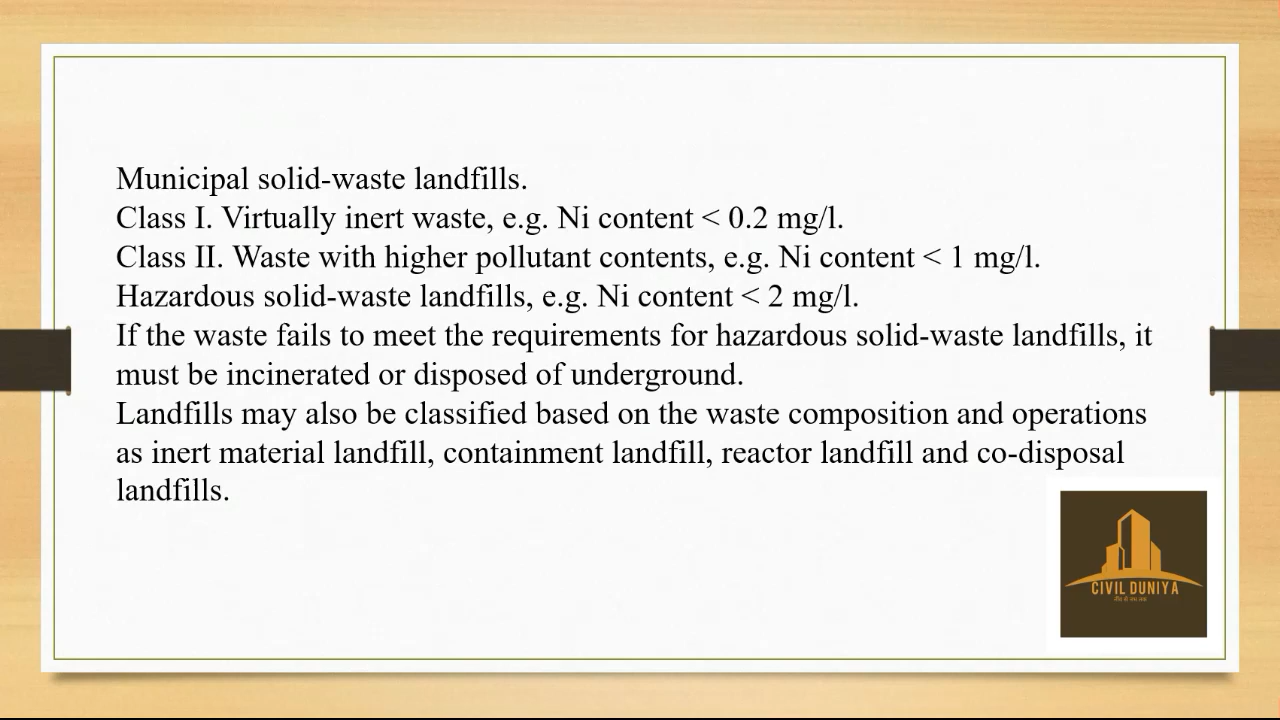 Municipal solid-waste landfills.
Class I. Virtually inert waste, e.g. Ni content < 0.2 mg/l.
Class II. Waste with higher pollutant contents, e.g. Ni content < 1 mg/l.
Hazardous solid-waste landfills, e.g. Ni content < 2 mg/l.
If the waste fails to meet the requirements for hazardous solid-waste landfills, it
must be incinerated or disposed of underground.
Landfills may also be classified based on the waste composition and operations
as inert material landfill, containment landfill, reactor landfill and co-disposal
landfills.
CIVIL DUNIYA